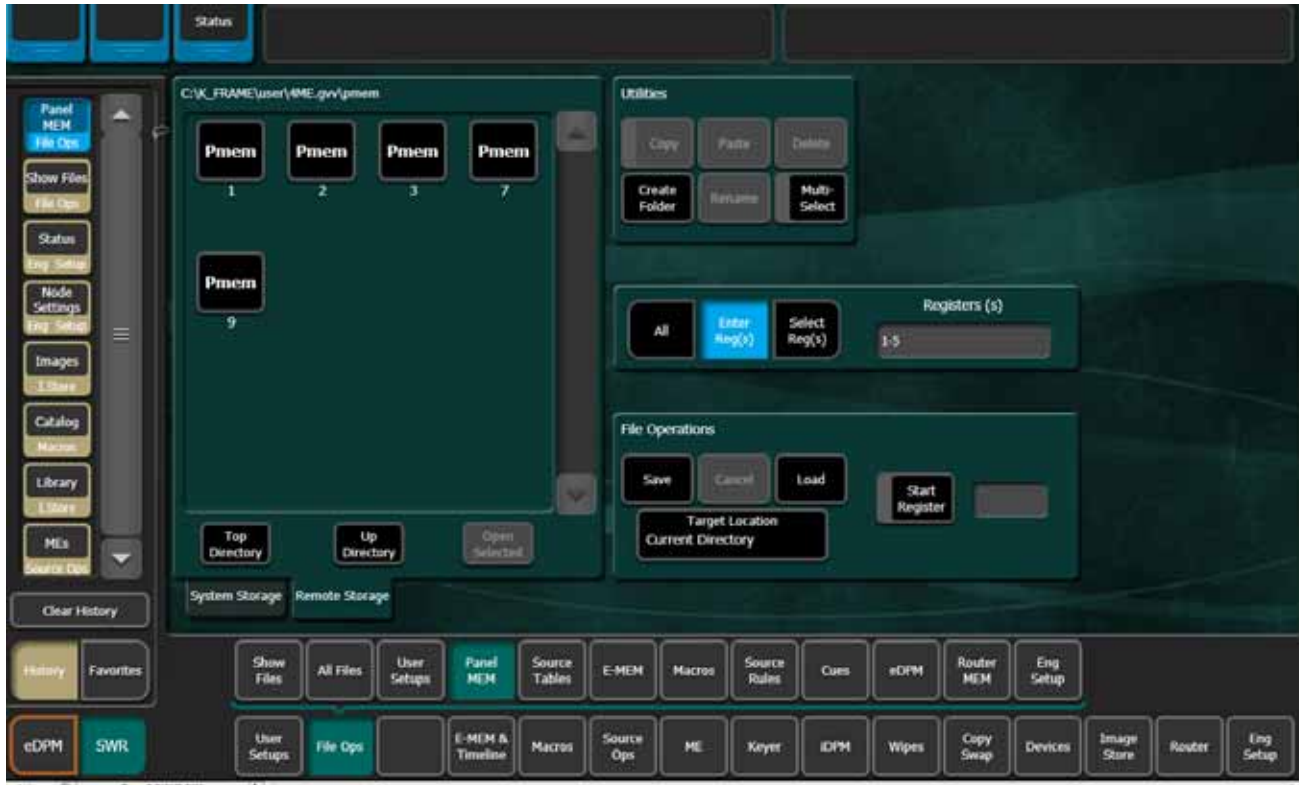 Status
Panel
MEM
File Ops
Show Files
File Ops
Status
Eng Setup
Node
Settings
Eng Setup
Images
I.Store
Catalog
Macros
Library
I.Store
MEs
Source Ops
Clear History
History
Favorites
eDPM
SWR
C:\K_FRAME\user\4ME.gvv\pmem
Pmem
1
Pmem
2
Pmem
3
Pmem
7
Pmem
9
Top
Directory
Up
Directory
Open
Selected
System Storage
Remote Storage
Utilities
Copy
Paste
Delete
Create
Folder
Rename
Multi-
Select
All
Enter
Reg(s)
Select
Reg(s)
Registers (s)
1-5
File Operations
Save
Cancel
Load
Start
Register
Target Location
Current Directory
Show
Files
All Files
User
Setups
Panel
MEM
Source
Tables
E-MEM
Macros
Source
Rules
Cues
eDPM
Router
MEM
Eng
Setup
User
Setups
File Ops
E-MEM &
Timeline
Macros
Source
Ops
ME
Keyer
iDPM
Wipes
Copy
Swap
Devices
Image
Store
Router
Eng
Setup